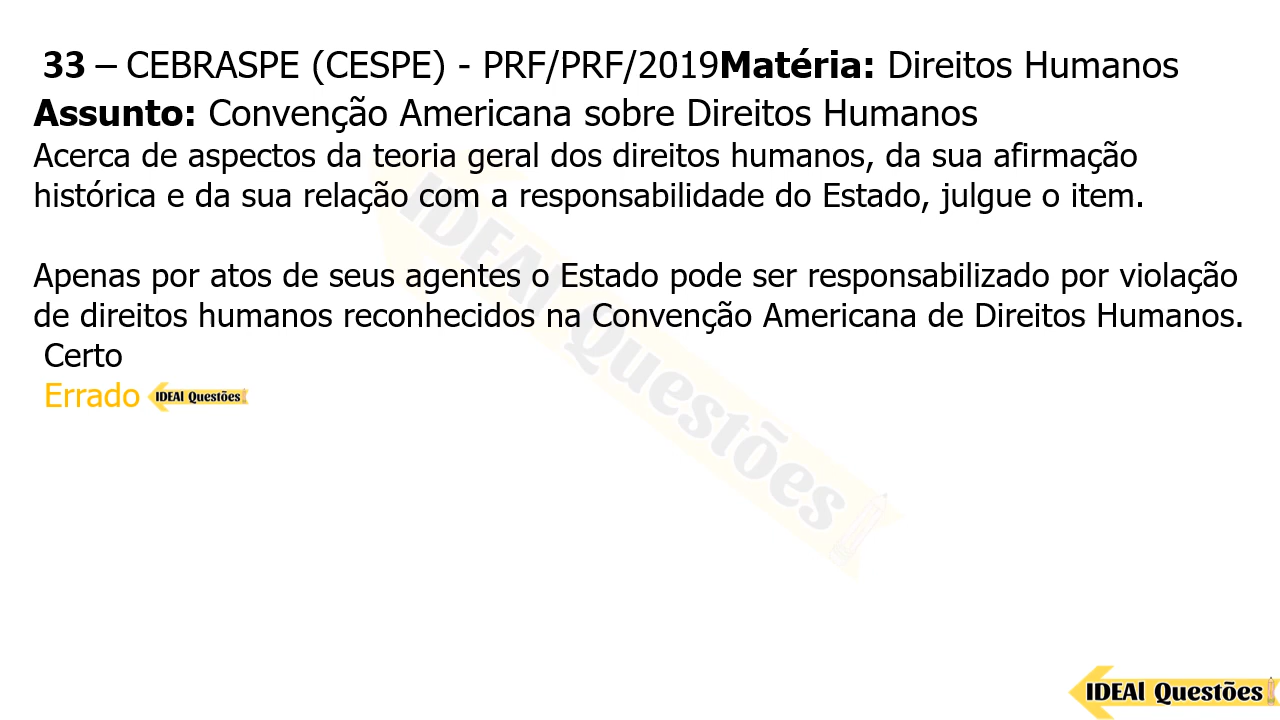 33 – CEBRASPE (CESPE) - PRF/PRF/2019Matéria: Direitos Humanos
Assunto: Convenção Americana sobre Direitos Humanos
Acerca de aspectos da teoria geral dos direitos humanos, da sua afirmação
histórica e da sua relação com a responsabilidade do Estado, julgue o item.
Apenas por atos de seus agentes o Estado pode ser responsabilizado por violação
de direitos humanos reconhecidos na Convenção Americana de Direitos Humanos.
Certo
Errado IDEAl Questões
IDEAl Questões
IDEAl Questões